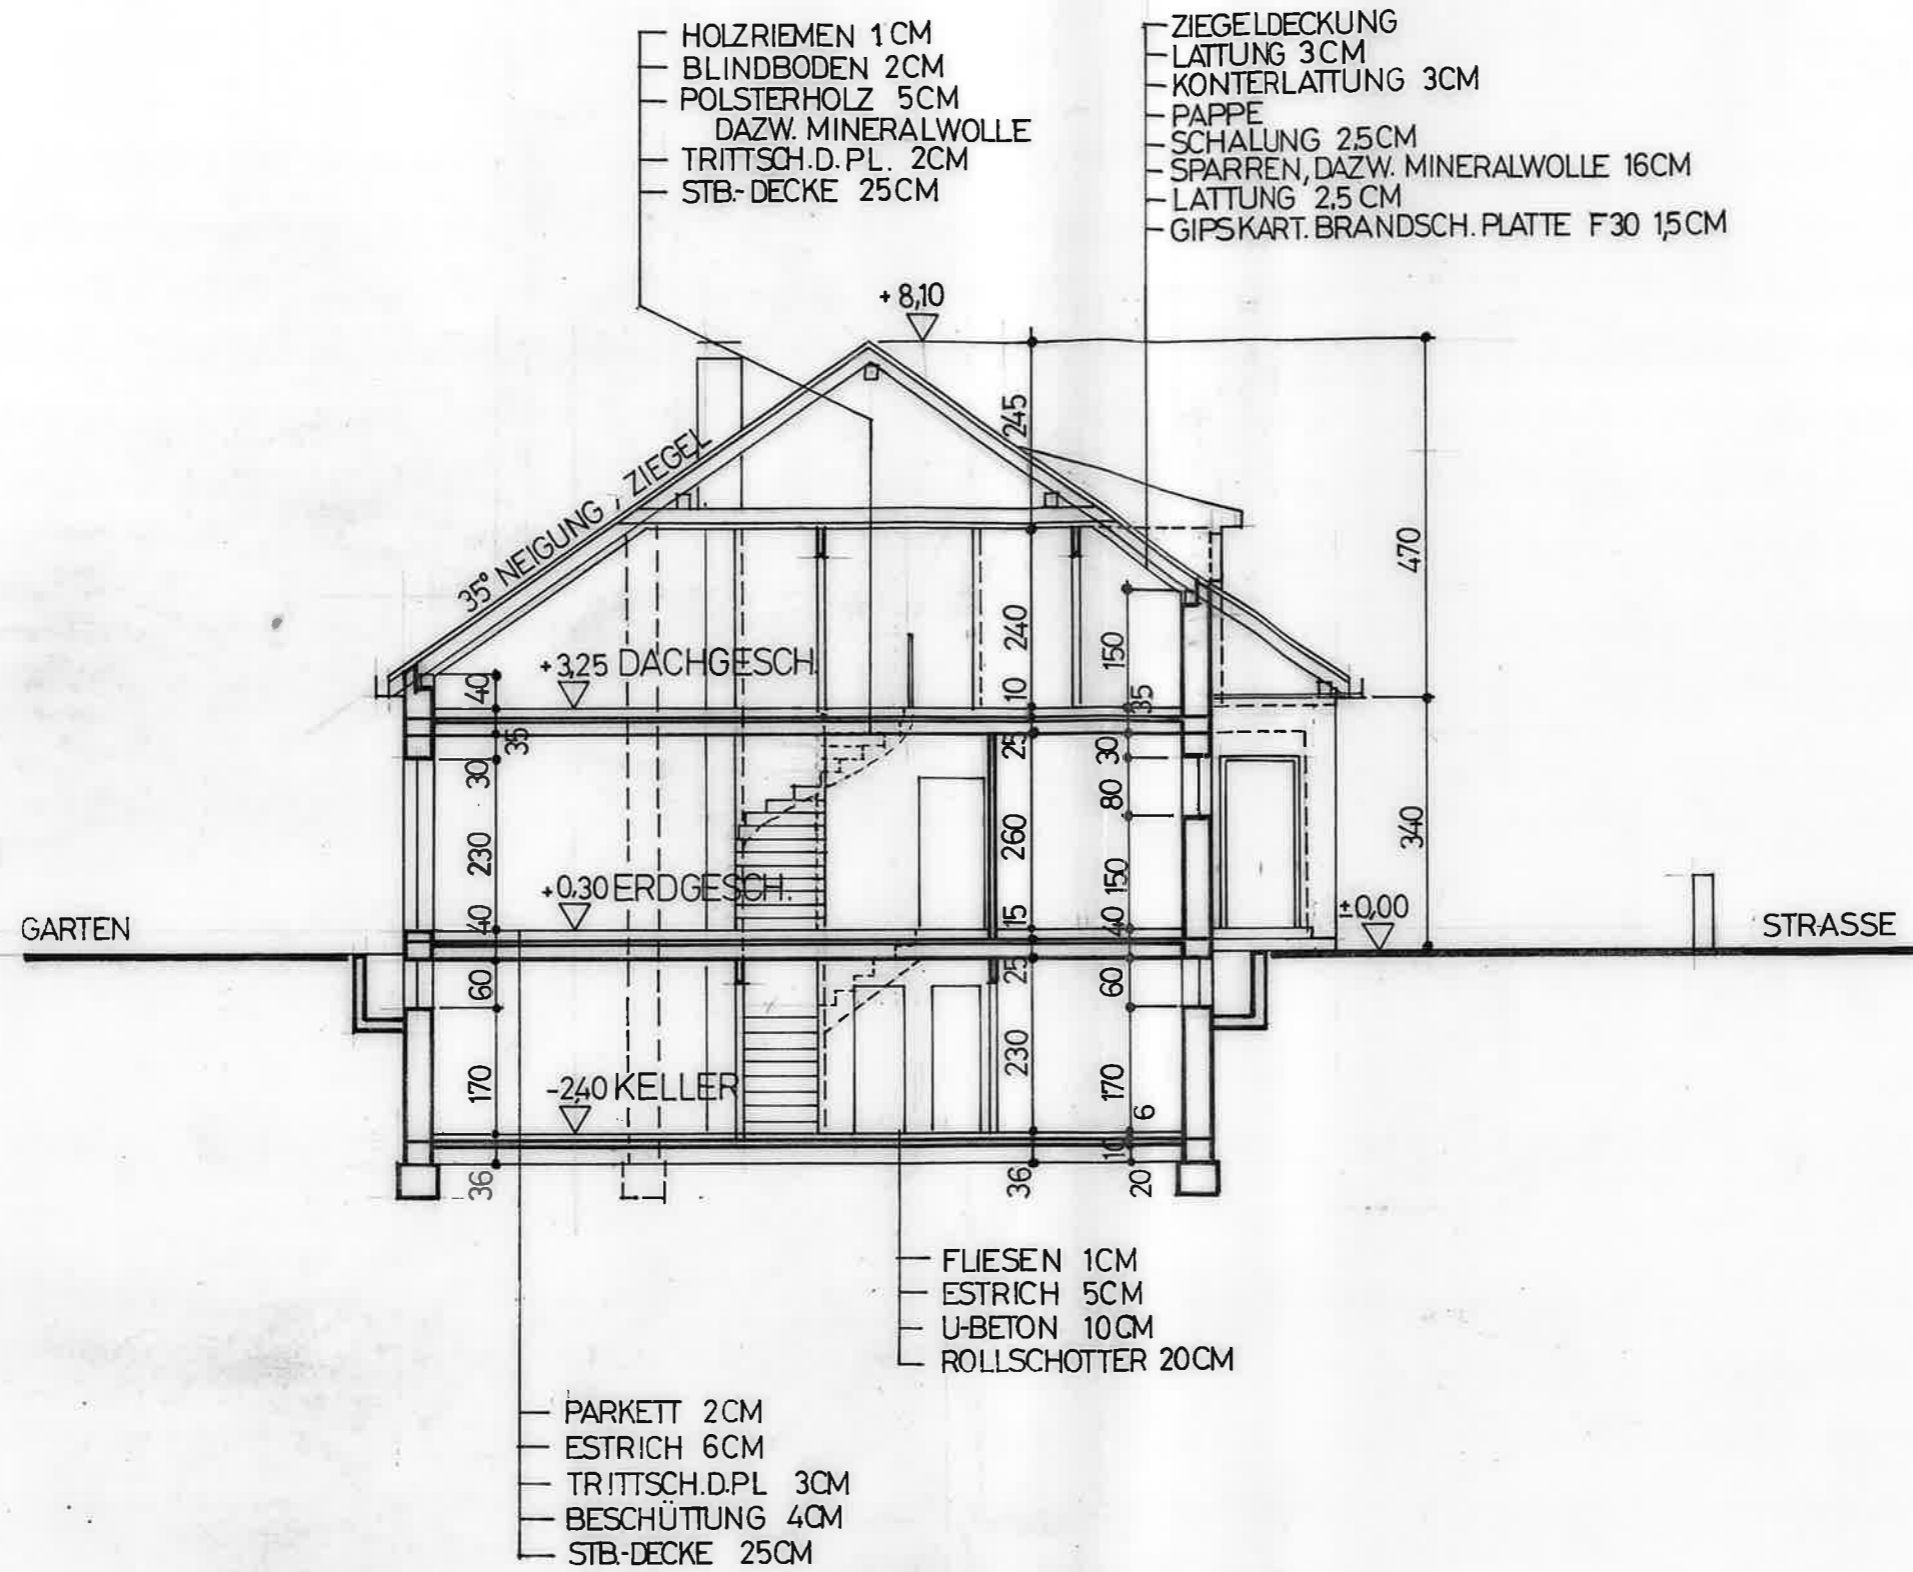 HOLZRIEMEN 1CM
BLINDBODEN 2CM
POLSTERHOLZ 5CM
DAZW. MINERALWOLLE
TRITTSCH.D.PL. 2CM
STB.-DECKE 25CM
ZIEGELDECKUNG
LATTUNG 3CM
KONTERLATTUNG 3CM
PAPPE
SCHALUNG 2,5CM
SPARREN, DAZW. MINERALWOLLE 16CM
LATTUNG 2,5 CM
GIPSKART. BRANDSCH. PLATTE F30 1,5CM
+8,10
35° NEIGUNG, ZIEGEL
245
470
340
+3,25 DACHGESCH.
40
35
30
230
40
60
170
36
240
10
25
260
15
25
230
36
150
35
30
80
150
40
60
170
6
10
20
+0,30 ERDGESCH.
±0,00
GARTEN
STRASSE
-2,40 KELLER
FLIESEN 1CM
ESTRICH 5CM
U-BETON 10CM
ROLLSCHOTTER 20CM
PARKETT 2CM
ESTRICH 6CM
TRITTSCH.D.PL 3CM
BESCHÜTTUNG 4CM
STB.-DECKE 25CM